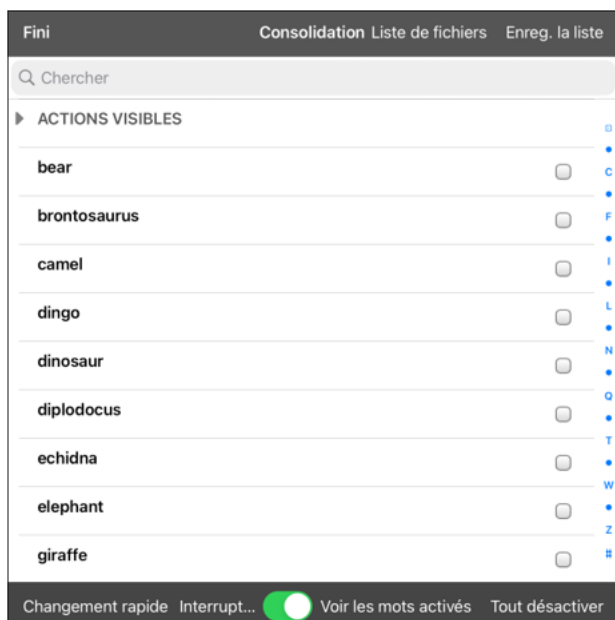 Fini Consolidation Liste de fichiers Enreg. la liste
Chercher
ACTIONS VISIBLES
bear
brontosaurus
camel
dingo
dinosaur
diplodocus
echidna
elephant
giraffe
C
F
I
L
N
Q
T
W
Z
#
Changement rapide Interrupt... Voir les mots activés Tout désactiver